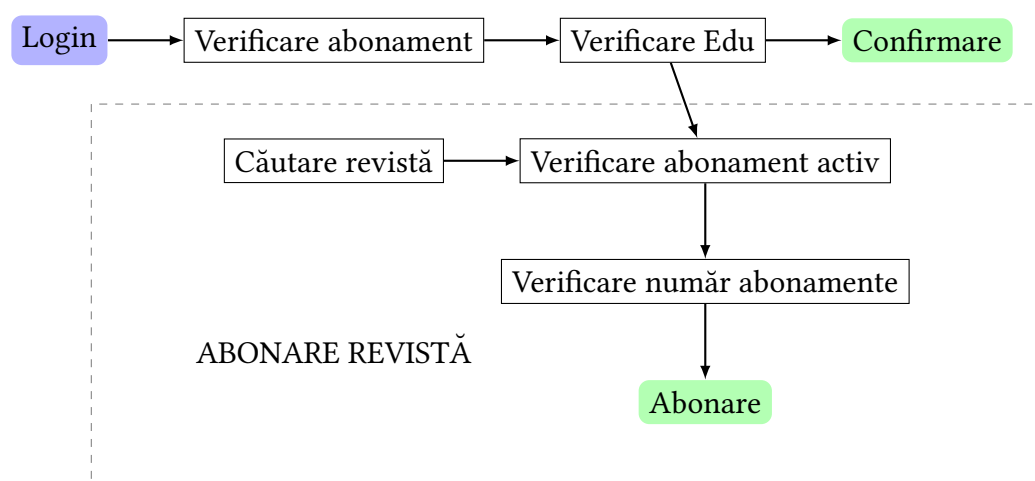 Login
Verificare abonament
Verificare Edu
Confirmare
Căutare revistă
Verificare abonament activ
Verificare număr abonamente
ABONARE REVISTĂ
Abonare